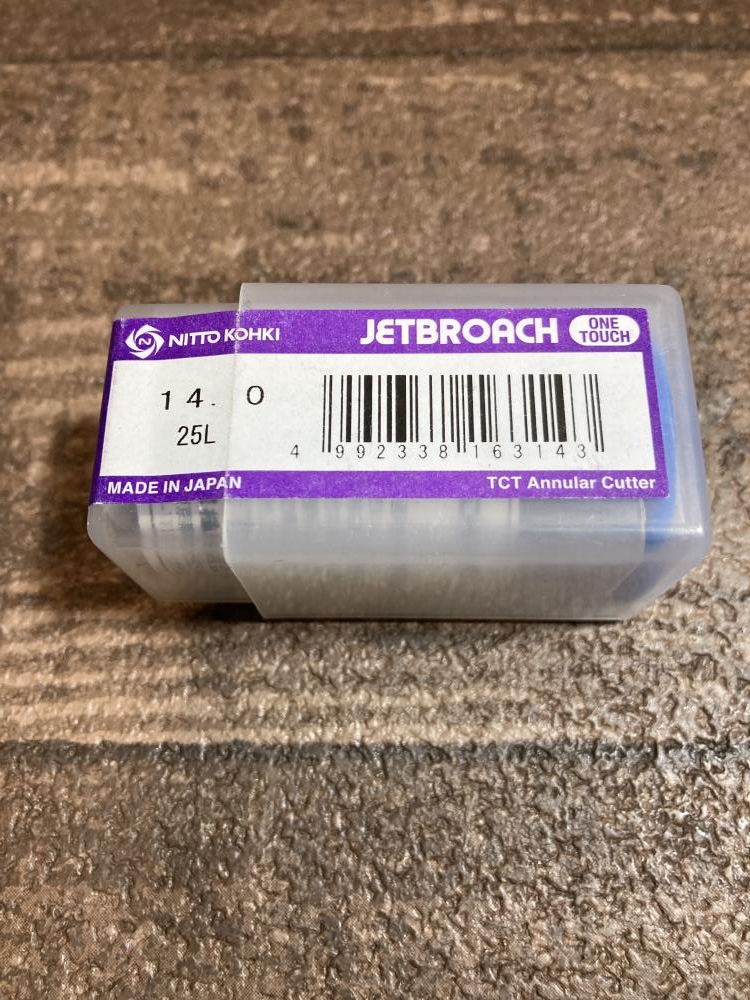 NITTO KOHKI
JETBROACH
ONE
TOUCH
14.0
25L
4 992338 163143
MADE IN JAPAN
TCT Annular Cutter